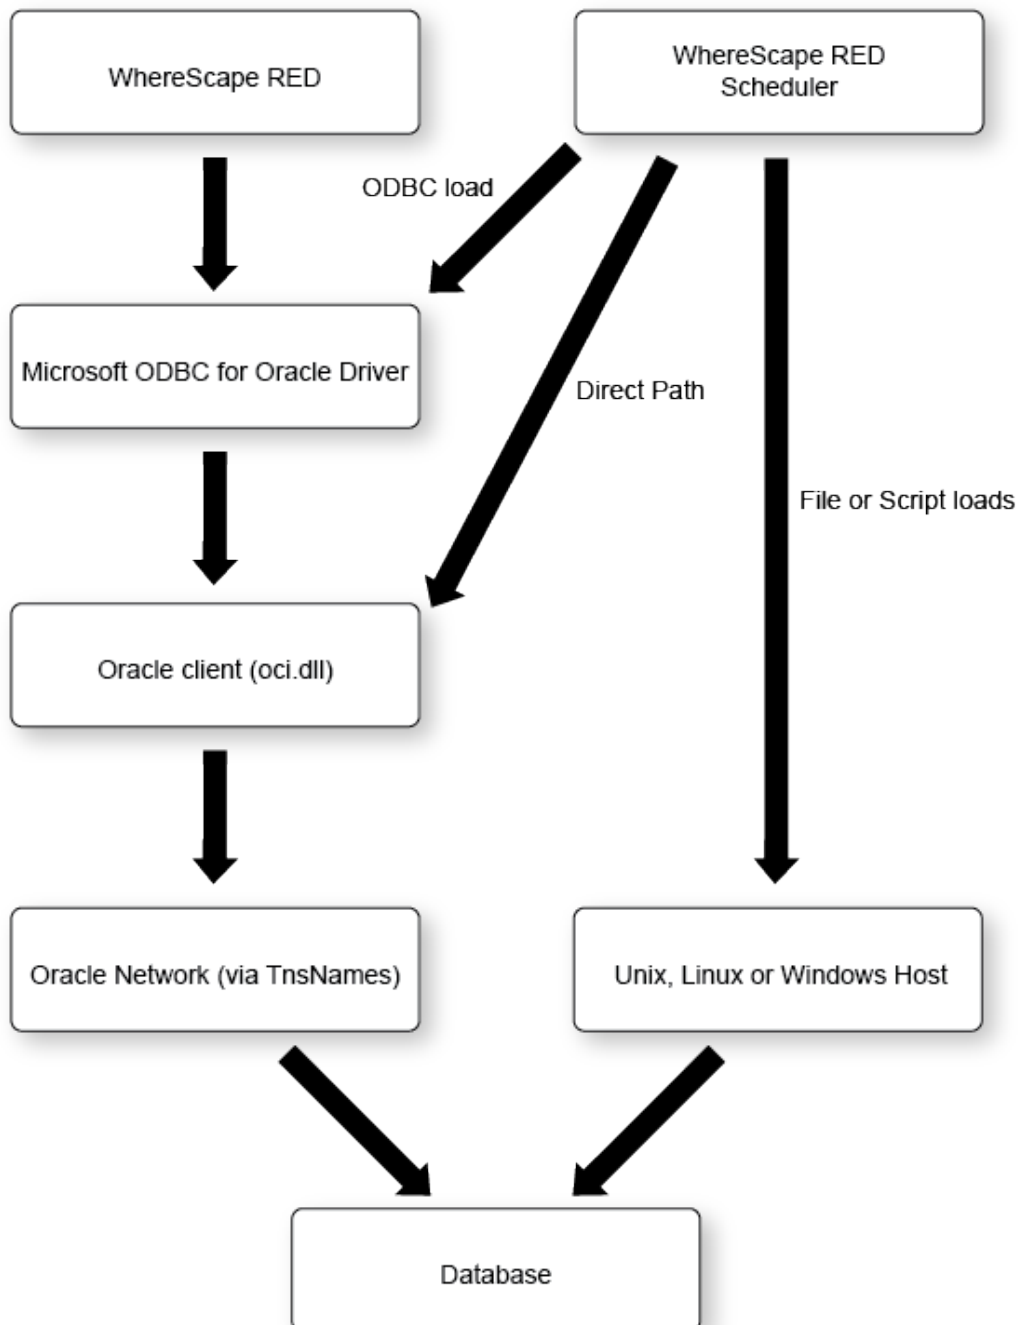 WhereScape RED
WhereScape RED
Scheduler
ODBC load
Microsoft ODBC for Oracle Driver
Direct Path
File or Script loads
Oracle client (oci.dll)
Oracle Network (via TnsNames)
Unix, Linux or Windows Host
Database